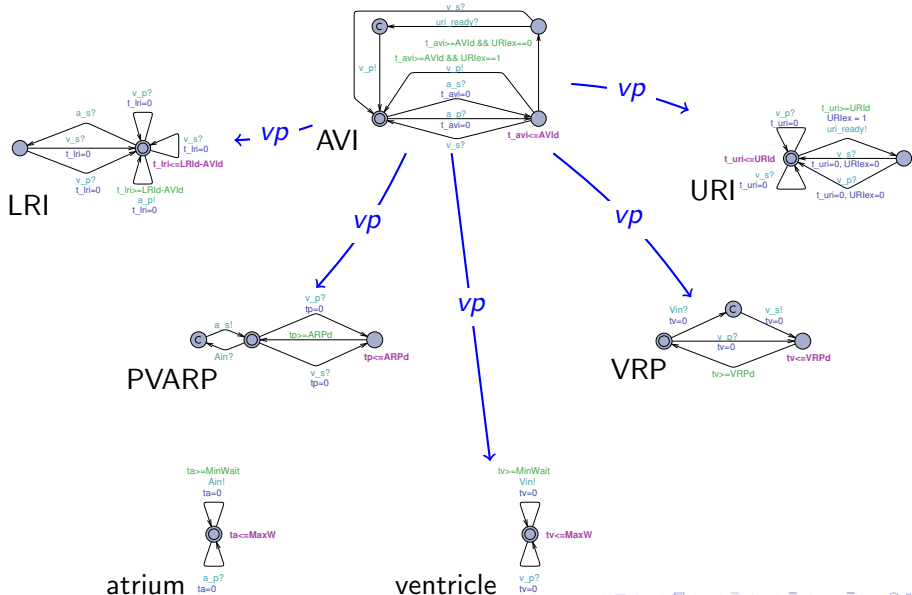 v_s?
C
uri_ready?
t_avi>=AVId && URIex==0
t_avi>=AVId && URIex==1
v_p!
v_p!
a_s?
t_avi=0
a_p?
t_avi=0
v_s?
t_avi<=AVId
AVI
vp
vp
vp
vp
vp
a_s?
v_p?
t_lri=0
v_s?
t_lri=0
v_s?
t_lri=0
t_lri<=LRId-AVId
v_p?
t_lri=0
t_lri>=LRId-AVId
a_p!
t_lri=0
LRI
v_p?
t_uri=0
t_uri>=URId
URIex = 1
uri_ready!
t_uri<=URId
v_s?
t_uri=0, URIex=0
v_s?
t_uri=0
v_p?
t_uri=0, URIex=0
URI
a_s!
C
Ain?
v_p?
tp=0
tp>=ARPd
tp<=ARPd
v_s?
tp=0
PVARP
Vin?
tv=0
C
v_s!
tv=0
v_p?
tv=0
tv<=VRPd
tv>=VRPd
VRP
ta>=MinWait
Ain!
ta=0
ta<=MaxW
a_p?
ta=0
atrium
tv>=MinWait
Vin!
tv=0
tv<=MaxW
v_p?
tv=0
ventricle